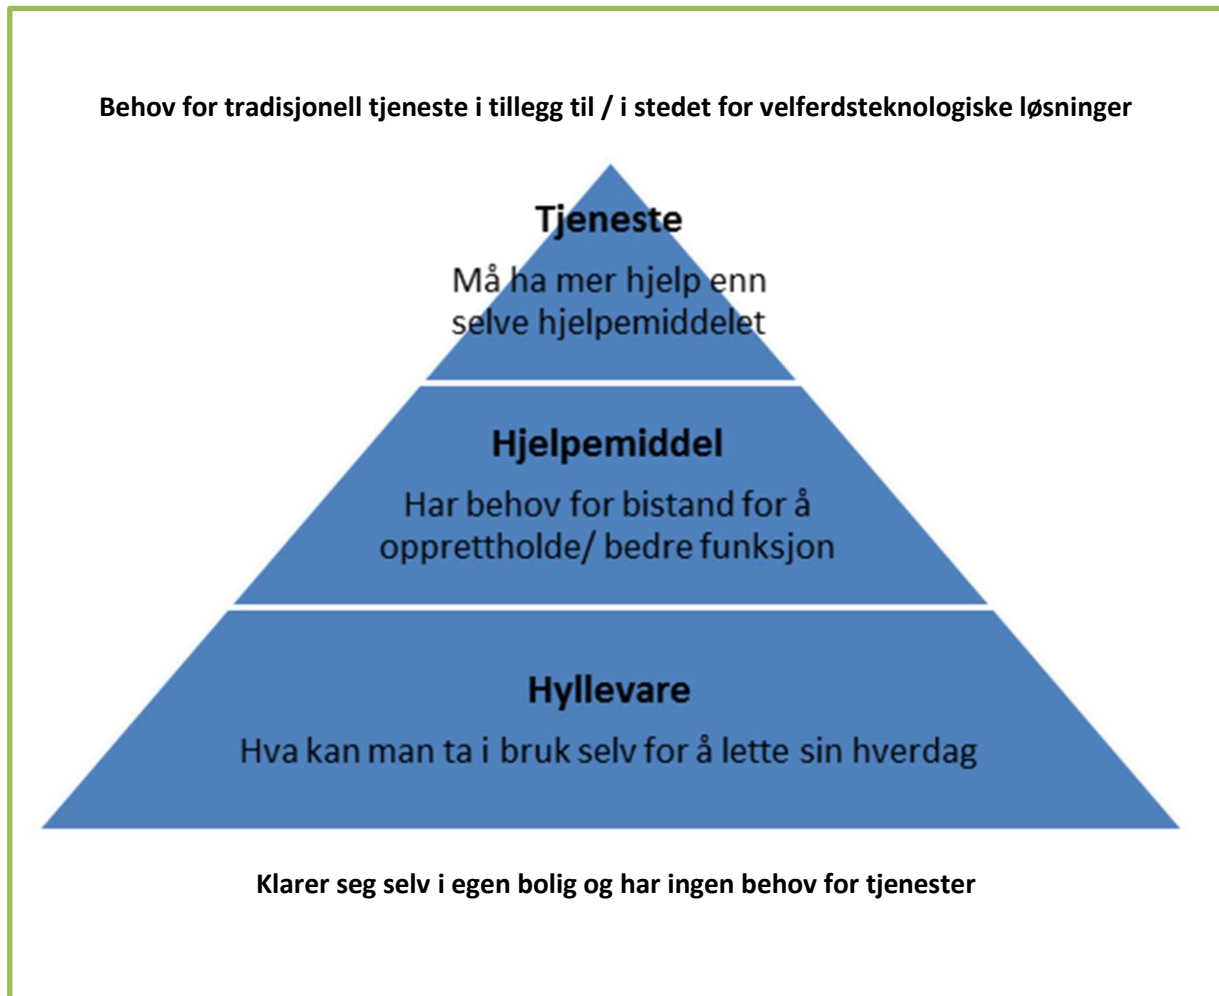 Behov for tradisjonell tjeneste i tillegg til / i stedet for velferdsteknologiske løsninger
Tjeneste
Må ha mer hjelp enn
selve hjelpemiddelet
Hjelpemiddel
Har behov for bistand for å
opprettholde/ bedre funksjon
Hyllevare
Hva kan man ta i bruk selv for å lette sin hverdag
Klarer seg selv i egen bolig og har ingen behov for tjenester